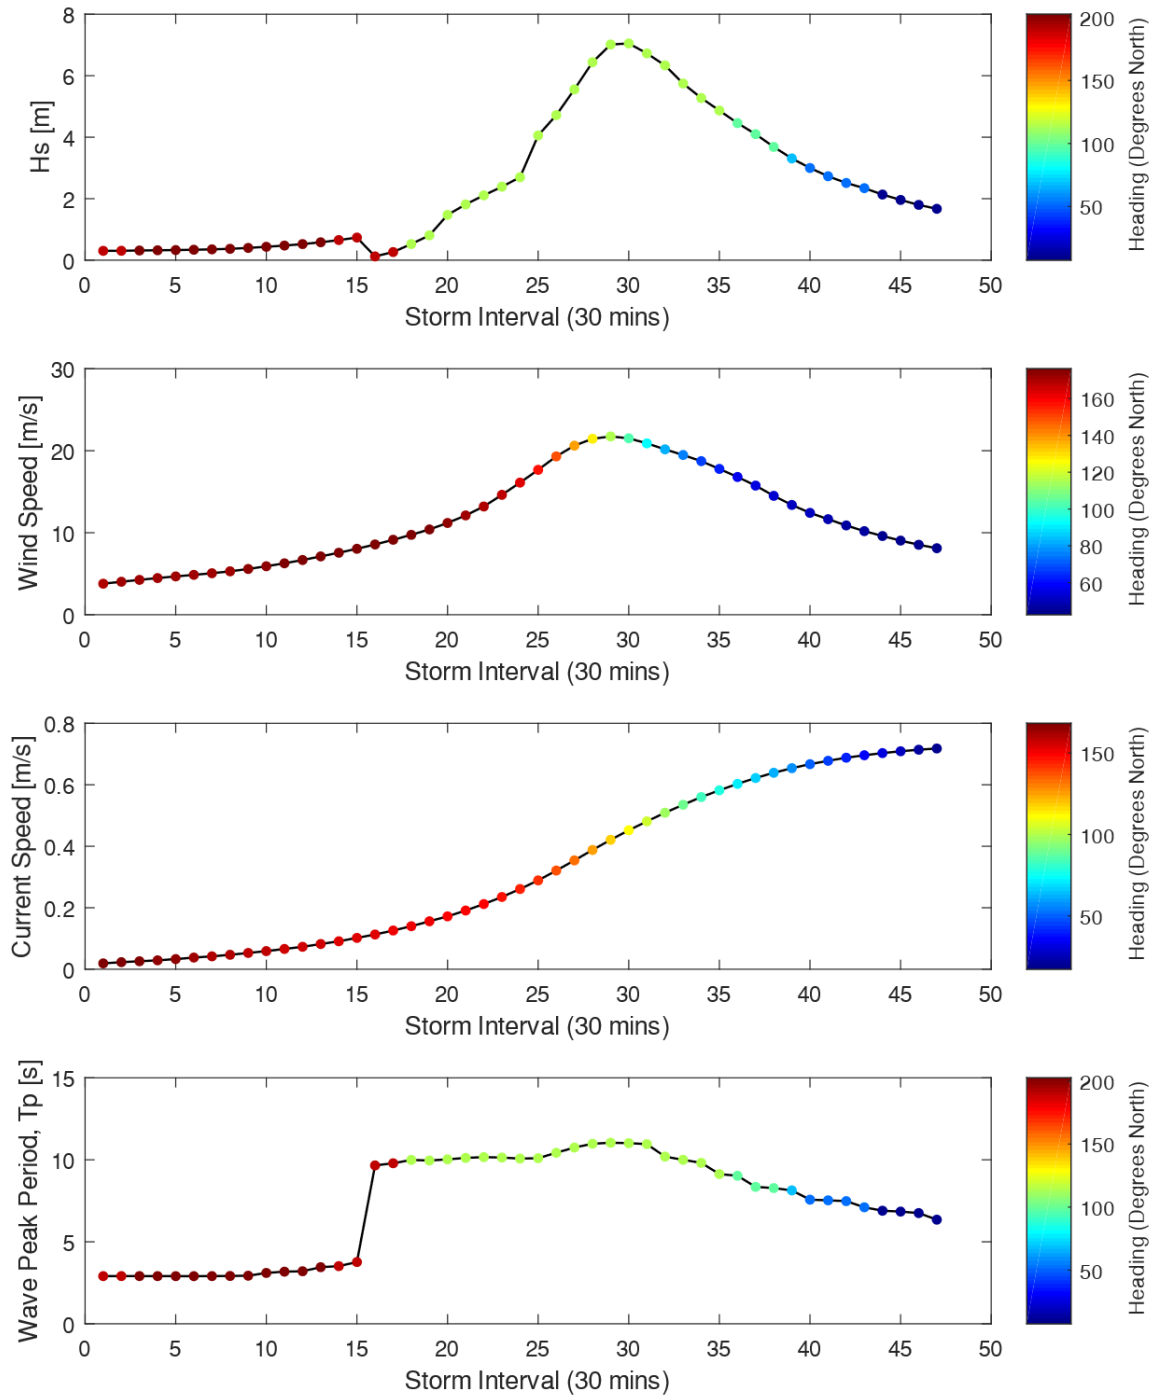 8
6
4
2
0
Hs [m]
0 5 10 15 20 25 30 35 40 45 50
Storm Interval (30 mins)
200
150
100
50
Heading (Degrees North)
30
20
10
0
Wind Speed [m/s]
0 5 10 15 20 25 30 35 40 45 50
Storm Interval (30 mins)
160
140
120
100
80
60
Heading (Degrees North)
0.8
0.6
0.4
0.2
0
Current Speed [m/s]
0 5 10 15 20 25 30 35 40 45 50
Storm Interval (30 mins)
150
100
50
Heading (Degrees North)
15
10
5
0
Wave Peak Period, Tp [s]
0 5 10 15 20 25 30 35 40 45 50
Storm Interval (30 mins)
200
150
100
50
Heading (Degrees North)